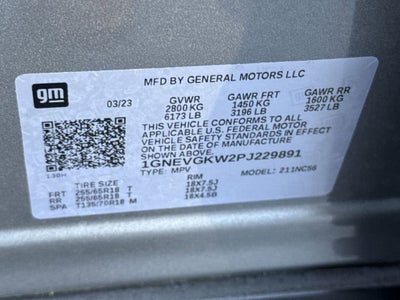 gm
MFD BY GENERAL MOTORS LLC
03/23 GVWR GAWR FRT GAWR RR
2800 KG 1450 KG 1600 KG
6173 LB 3196 LB 3527 LB
THIS VEHICLE CONFORMS TO ALL
APPLICABLE U.S. FEDERAL MOTOR
VEHICLE SAFETY STANDARDS IN EFFECT
ON THE DATE OF MANUFACTURE SHOWN ABOVE.
1GNEVGKW2PJ229891
TYPE: MPV MODEL: 211NC56
TIRE SIZE RIM
FRT 255/65R18 T 18X7.5J
RR 255/65R18 T 18X7.5J
SPA T135/70R18 M 18X4.5B